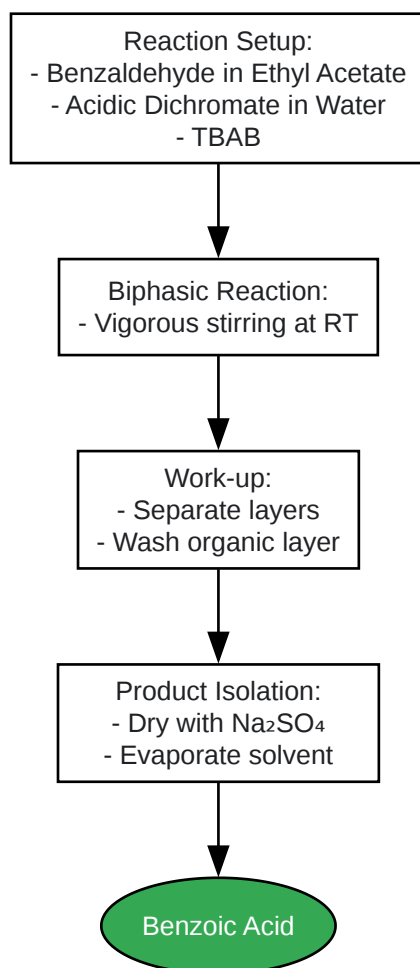 Reaction Setup:
- Benzaldehyde in Ethyl Acetate
- Acidic Dichromate in Water
- TBAB
Biphasic Reaction:
- Vigorous stirring at RT
Work-up:
- Separate layers
- Wash organic layer
Product Isolation:
- Dry with Na₂SO₄
- Evaporate solvent
Benzoic Acid